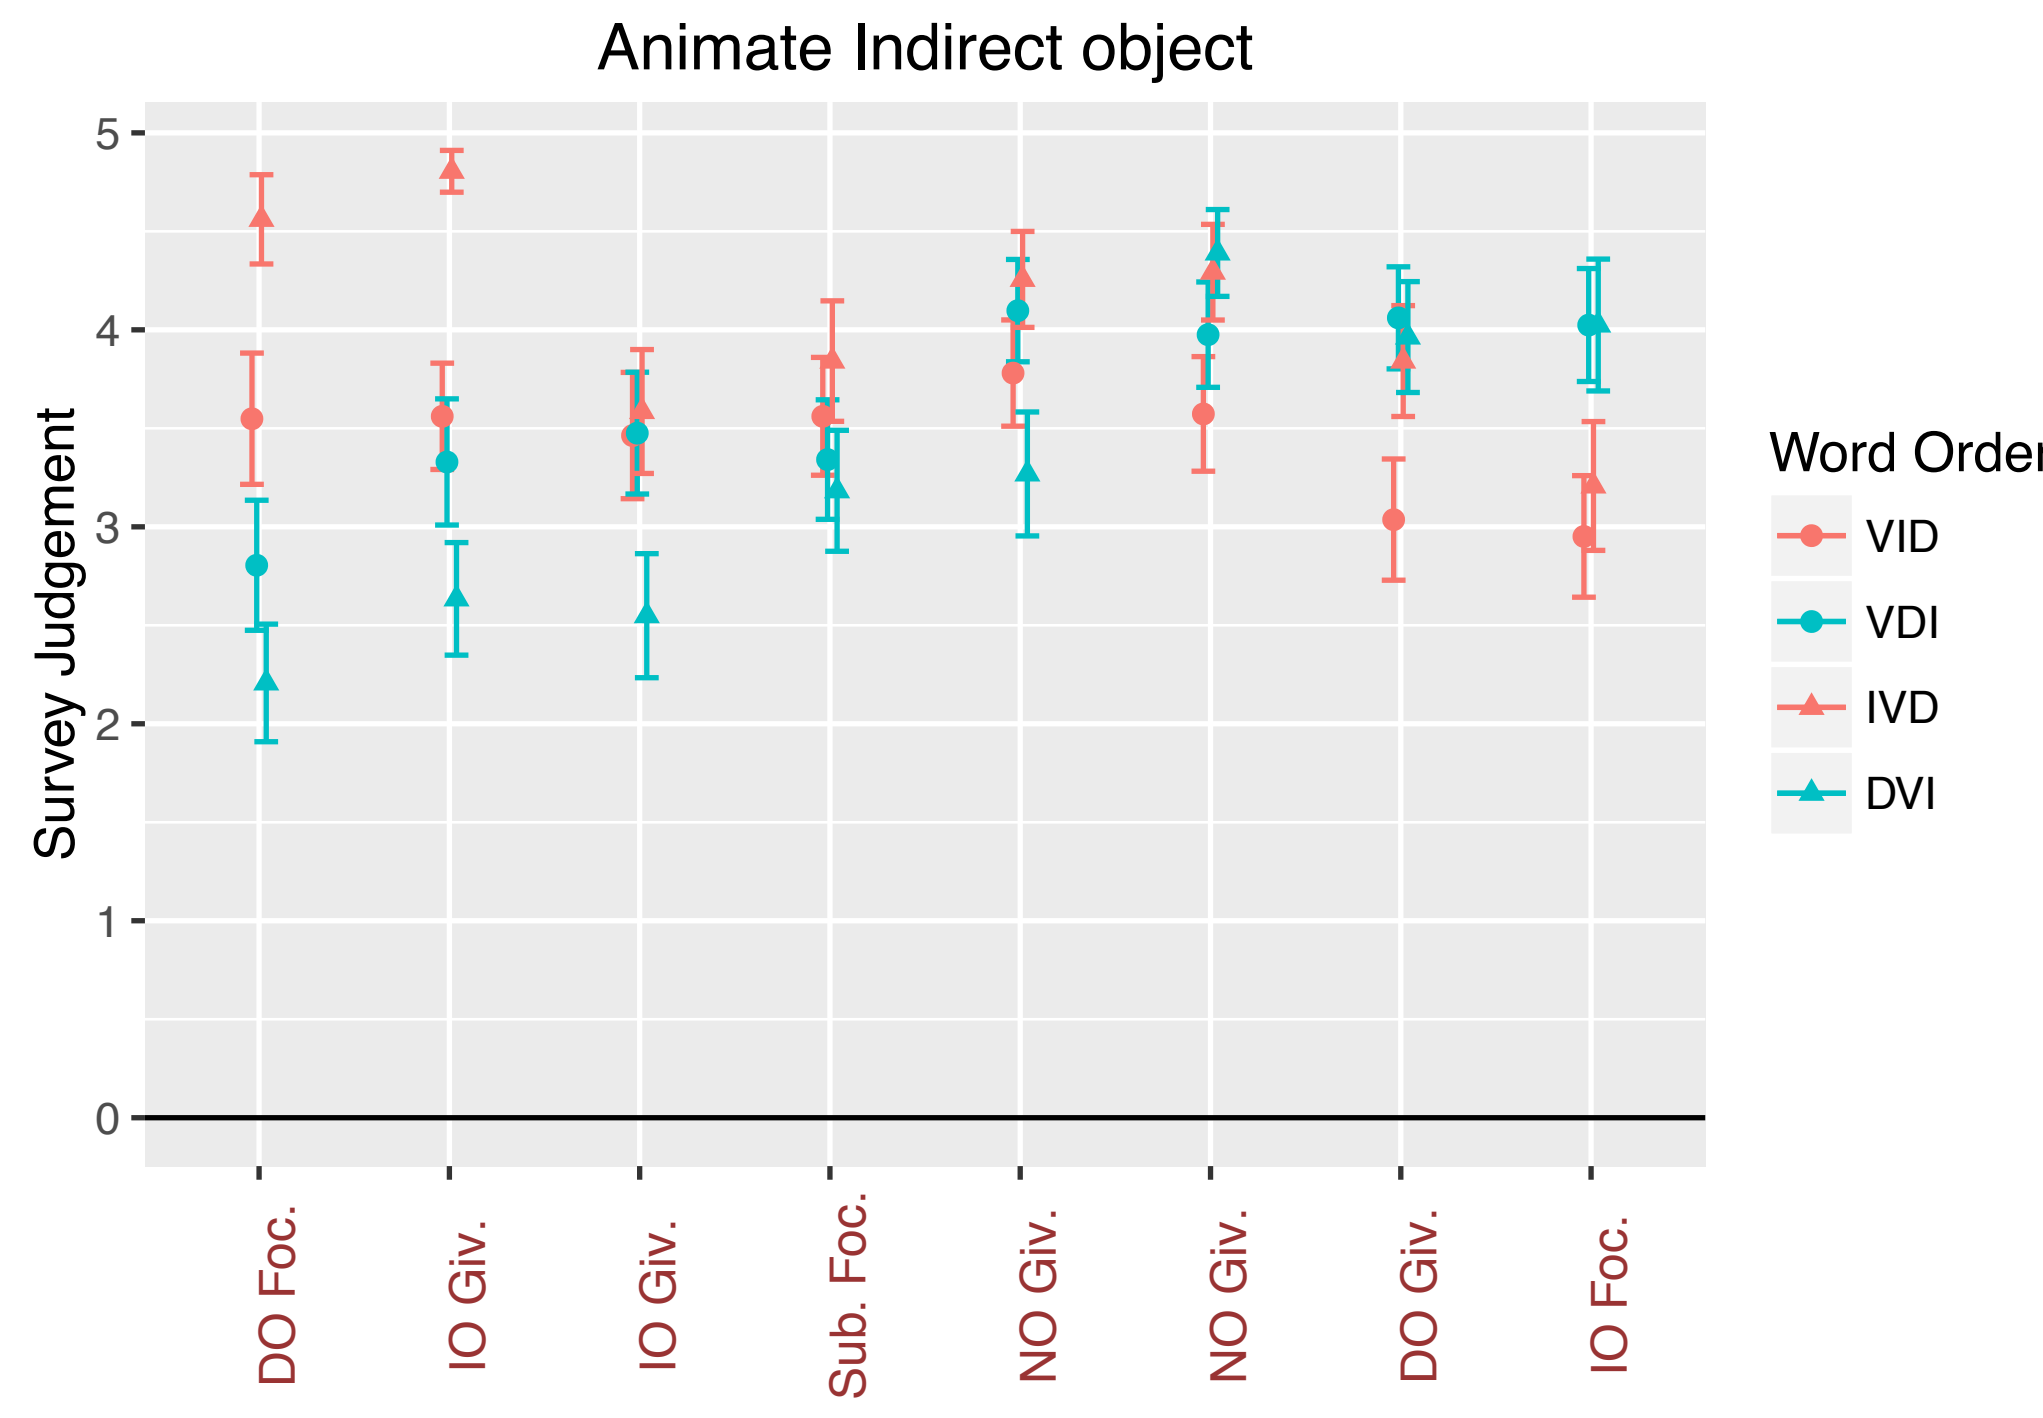 Animate Indirect object
Survey Judgement
5
4
3
2
1
0
DO Foc.
IO Giv.
IO Giv.
Sub. Foc.
NO Giv.
NO Giv.
DO Giv.
IO Foc.
Word Order
VID
VDI
IVD
DVI